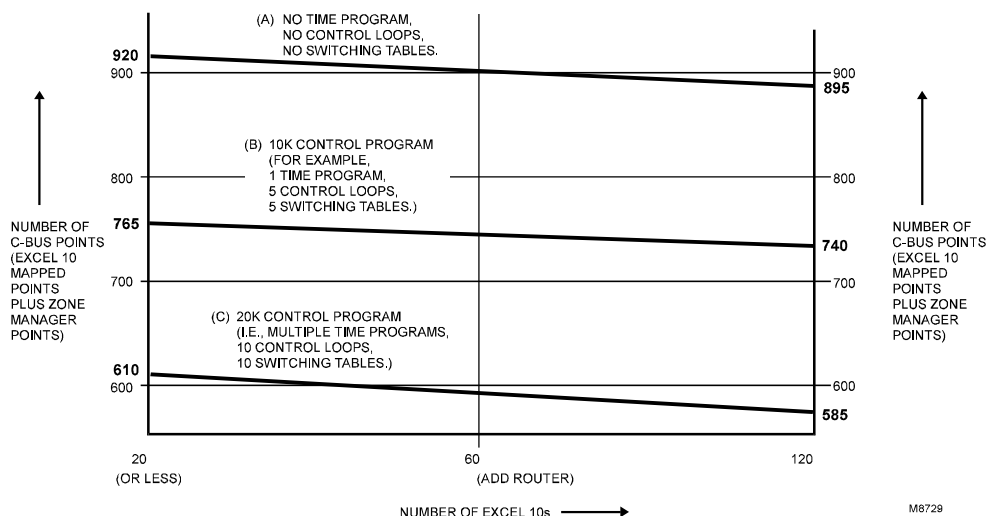 (A) NO TIME PROGRAM,
NO CONTROL LOOPS,
NO SWITCHING TABLES.
920
900
900
895
(B) 10K CONTROL PROGRAM
(FOR EXAMPLE,
1 TIME PROGRAM,
5 CONTROL LOOPS,
5 SWITCHING TABLES.)
800
800
765
740
700
700
NUMBER OF
C-BUS POINTS
(EXCEL 10
MAPPED
POINTS
PLUS ZONE
MANAGER
POINTS)
NUMBER OF
C-BUS POINTS
(EXCEL 10
MAPPED
POINTS
PLUS ZONE
MANAGER
POINTS)
(C) 20K CONTROL PROGRAM
(I.E., MULTIPLE TIME PROGRAMS,
10 CONTROL LOOPS,
10 SWITCHING TABLES.)
610
600
600
585
20
(OR LESS)
60
(ADD ROUTER)
120
NUMBER OF EXCEL 10s
M8729